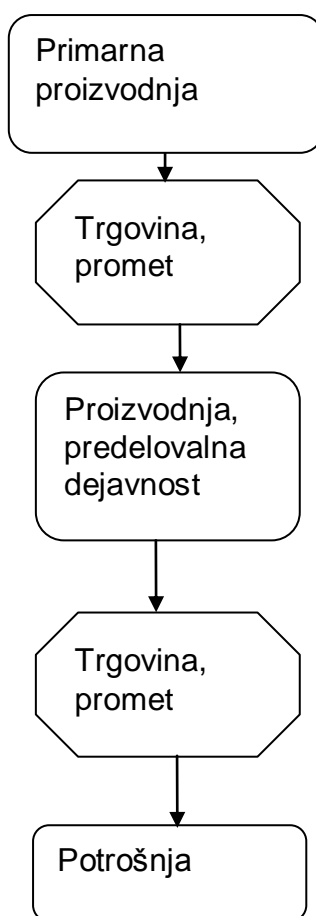 Primarna
proizvodnja
Trgovina,
promet
Proizvodnja,
predelovalna
dejavnost
Trgovina,
promet
Potrošnja